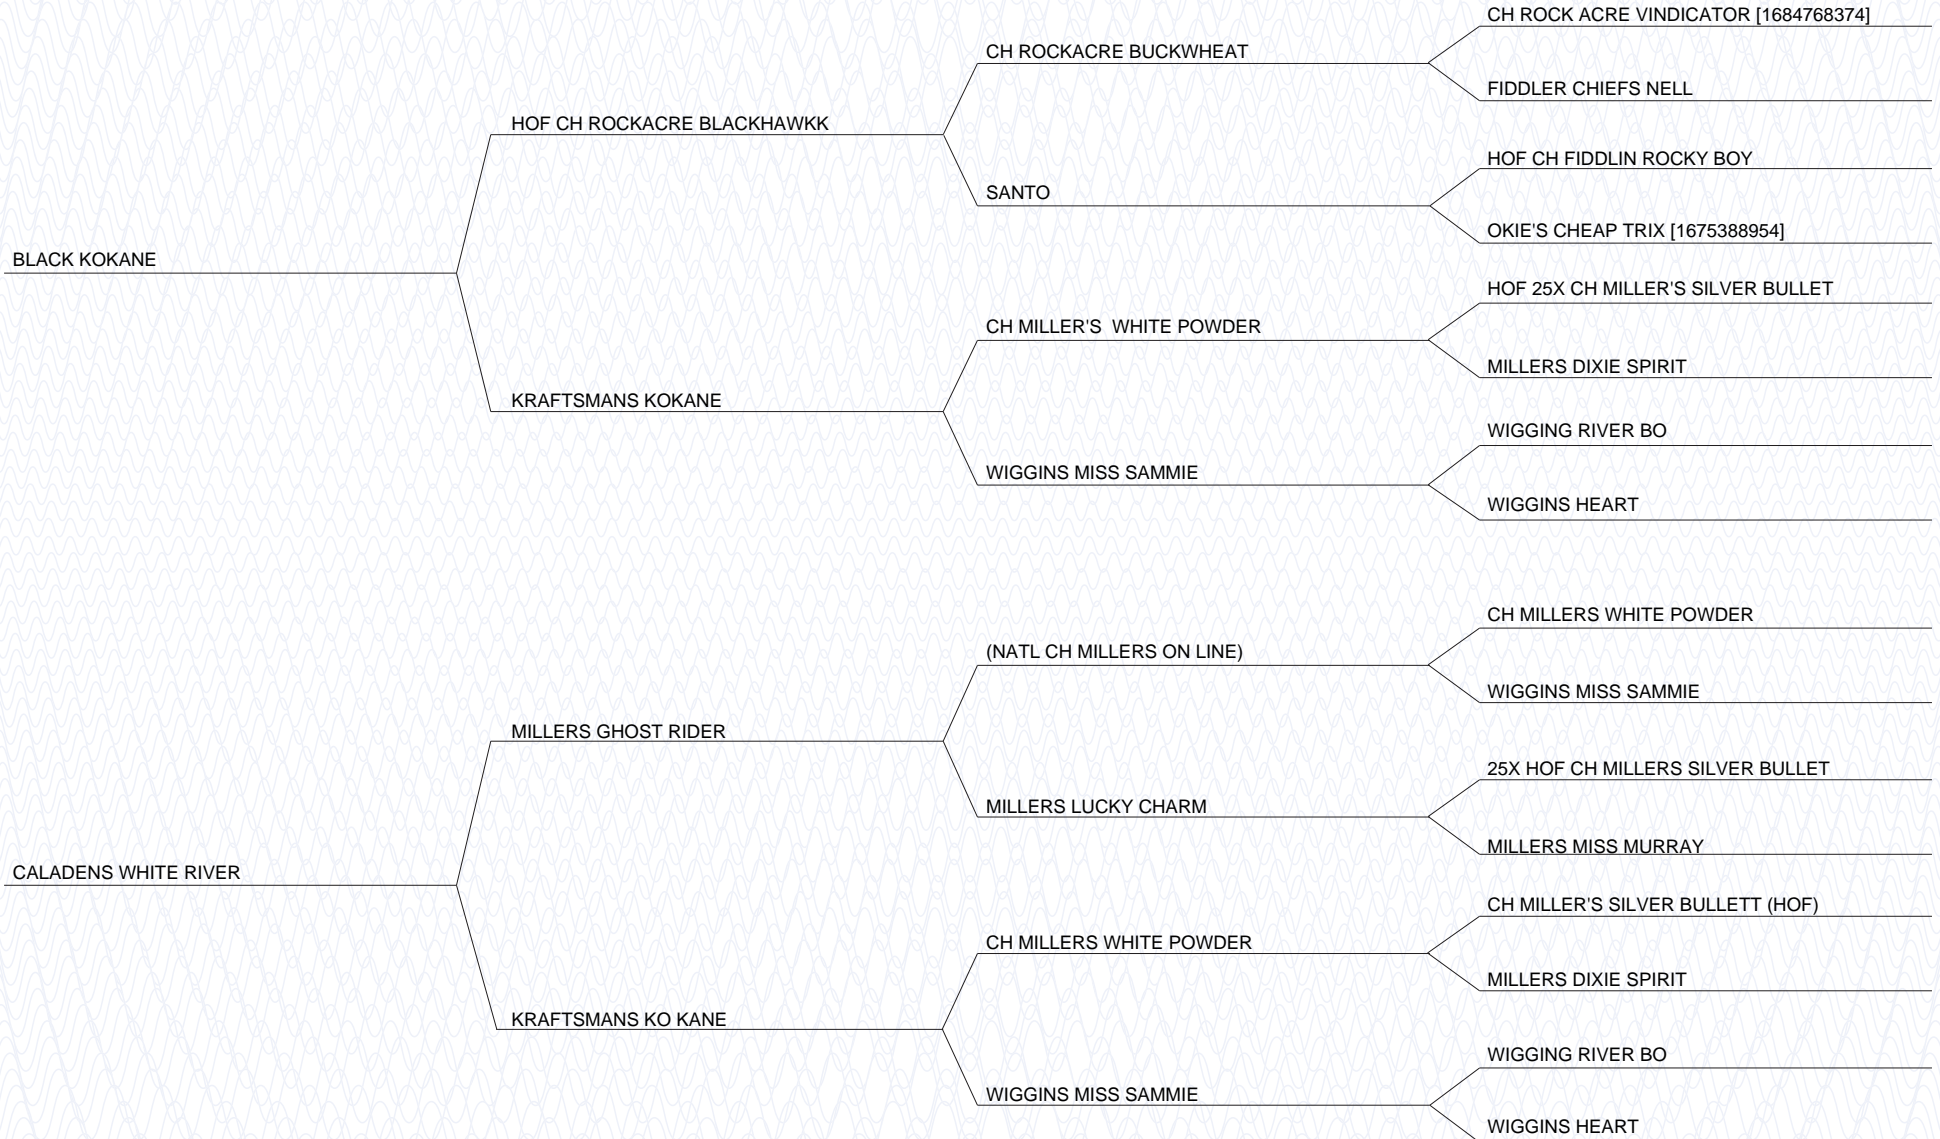 CH ROCK ACRE VINDICATOR [1684768374]
CH ROCKACRE BUCKWHEAT
FIDDLER CHIEFS NELL
HOF CH ROCKACRE BLACKHAWKK
HOF CH FIDDLIN ROCKY BOY
SANTO
OKIE'S CHEAP TRIX [1675388954]
BLACK KOKANE
HOF 25X CH MILLER'S SILVER BULLET
CH MILLER'S  WHITE POWDER
MILLERS DIXIE SPIRIT
KRAFTSMANS KOKANE
WIGGING RIVER BO
WIGGINS MISS SAMMIE
WIGGINS HEART
CH MILLERS WHITE POWDER
(NATL CH MILLERS ON LINE)
WIGGINS MISS SAMMIE
MILLERS GHOST RIDER
25X HOF CH MILLERS SILVER BULLET
MILLERS LUCKY CHARM
MILLERS MISS MURRAY
CALADENS WHITE RIVER
CH MILLER'S SILVER BULLETT (HOF)
CH MILLERS WHITE POWDER
MILLERS DIXIE SPIRIT
KRAFTSMANS KO KANE
WIGGING RIVER BO
WIGGINS MISS SAMMIE
WIGGINS HEART